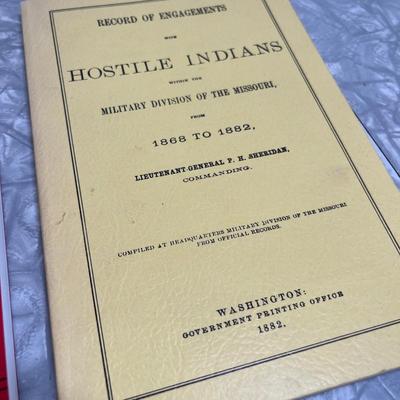 RECORD OF ENGAGEMENTS
WITH
HOSTILE INDIANS
WITHIN THE
MILITARY DIVISION OF THE MISSOURI,
FROM
1868 TO 1882,
LIEUTENANT-GENERAL P. H. SHERIDAN,
COMMANDING.
COMPILED AT HEADQUARTERS MILITARY DIVISION OF THE MISSOURI
FROM OFFICIAL RECORDS.
WASHINGTON:
GOVERNMENT PRINTING OFFICE
1882.